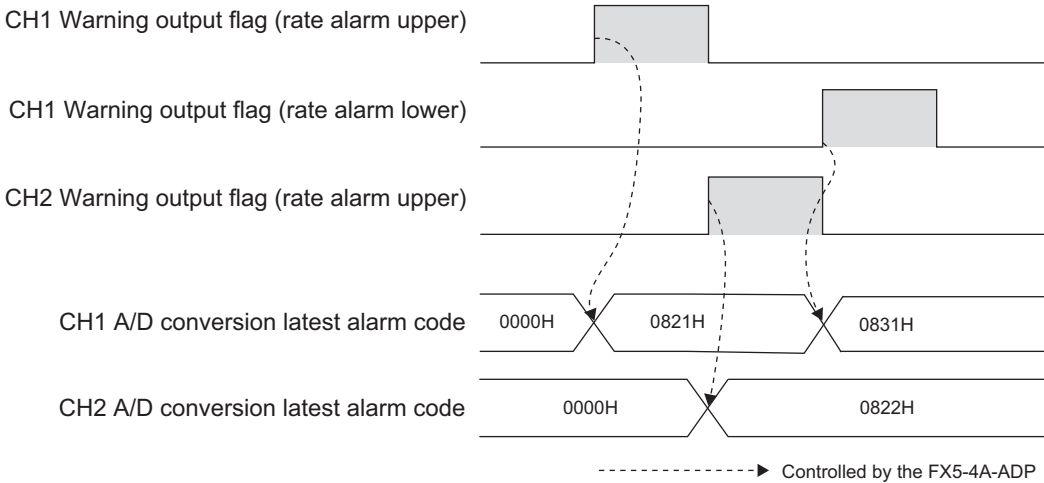 CH1 Warning output flag (rate alarm upper)
CH1 Warning output flag (rate alarm lower)
CH2 Warning output flag (rate alarm upper)
CH1 A/D conversion latest alarm code
0000H
0821H
0831H
CH2 A/D conversion latest alarm code
0000H
0822H
Controlled by the FX5-4A-ADP